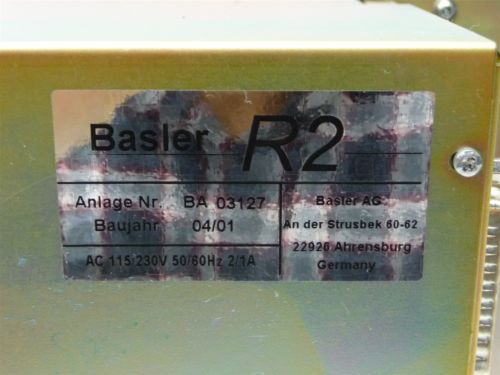 Basler R2
Anlage Nr. BA 03127
Baujahr 04/01
AC 115/230V 50/60Hz 2/1A
Basler AG
An der Strusbek 60-62
22926 Ahrensburg
Germany